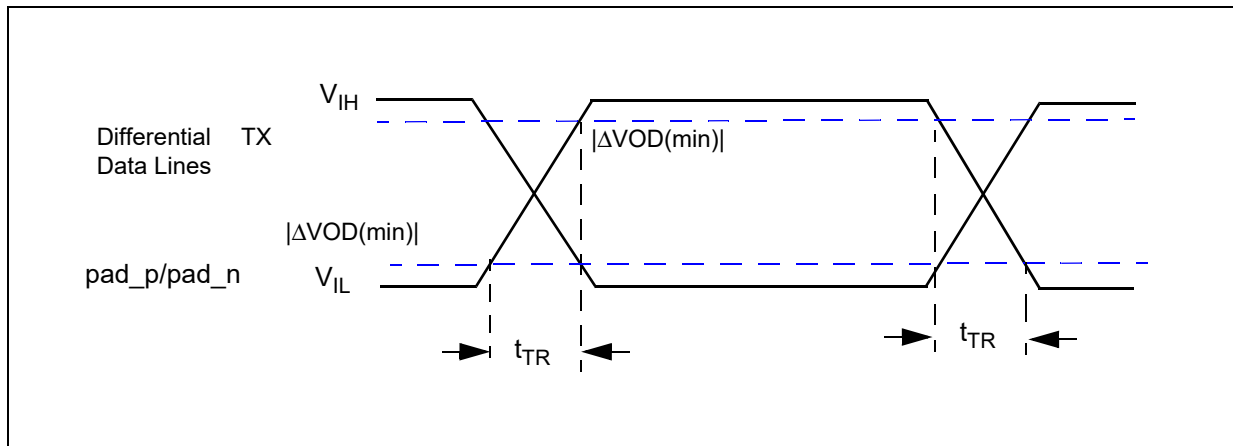 V_IH
Differential TX
Data Lines
|ΔVOD(min)|
|ΔVOD(min)|
pad_p/pad_n
V_IL
t_TR
t_TR